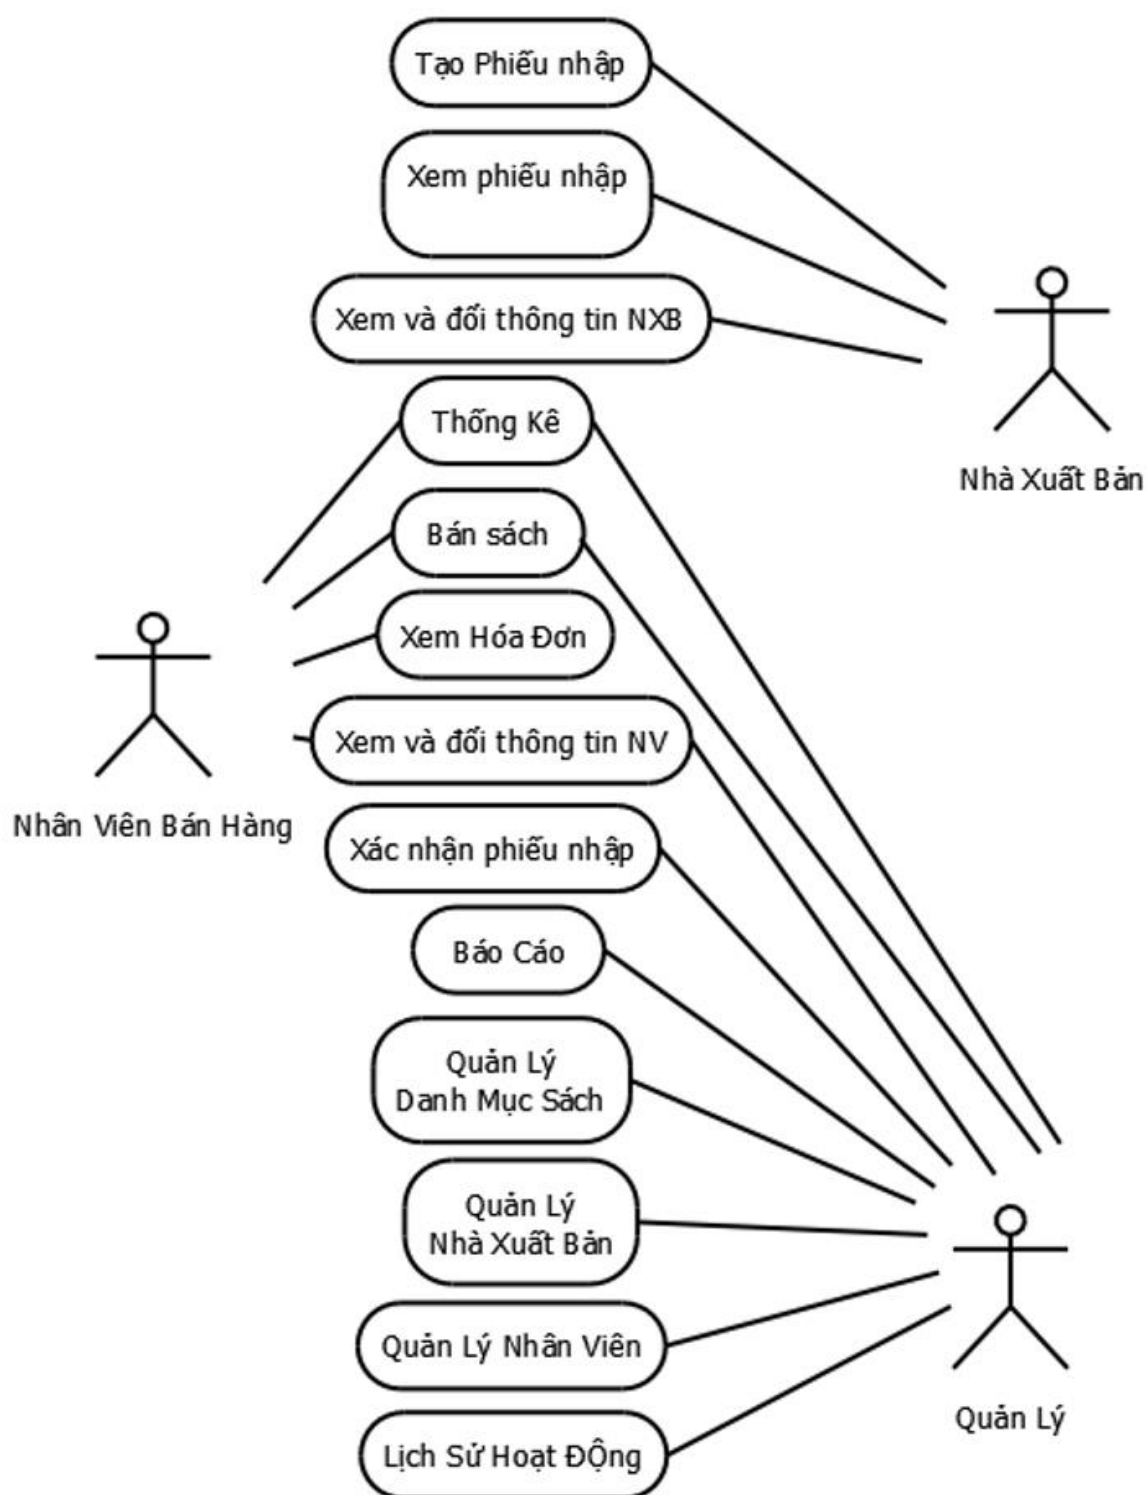 Tạo Phiếu nhập
Xem phiếu nhập
Xem và đổi thông tin NXB
Thống Kê
Nhà Xuất Bản
Bán sách
Xem Hóa Đơn
Xem và đổi thông tin NV
Nhân Viên Bán Hàng
Xác nhận phiếu nhập
Báo Cáo
Quản Lý
Danh Mục Sách
Quản Lý
Nhà Xuất Bản
Quản Lý Nhân Viên
Quản Lý
Lịch Sử Hoạt ĐỘng